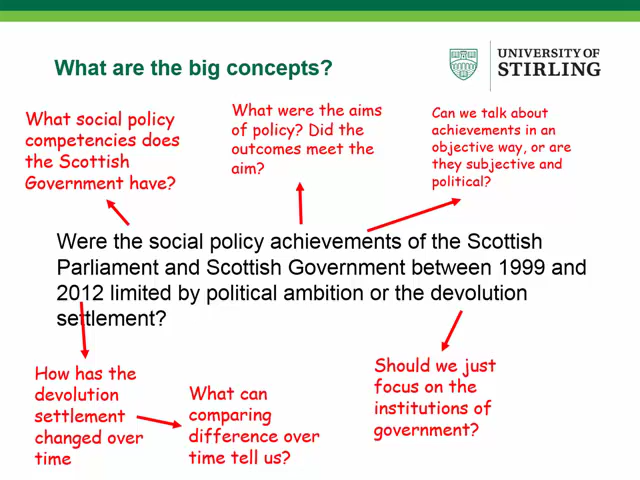 What are the big concepts?
UNIVERSITY OF
STIRLING
What social policy
competencies does
the Scottish
Government have?
What were the aims
of policy? Did the
outcomes meet the
aim?
Can we talk about
achievements in an
objective way, or are
they subjective and
political?
Were the social policy achievements of the Scottish
Parliament and Scottish Government between 1999 and
2012 limited by political ambition or the devolution
settlement?
How has the
devolution
settlement
changed over
time
What can
comparing
difference over
time tell us?
Should we just
focus on the
institutions of
government?